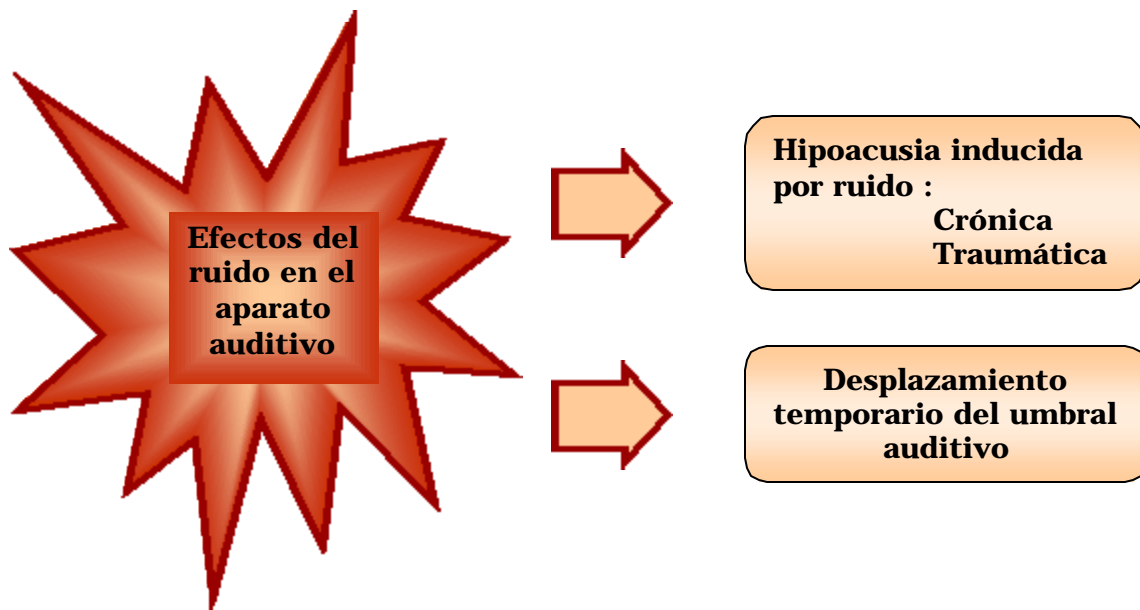 Efectos del
ruido en el
aparato
auditivo
Hipoacusia inducida
por ruido :
Crónica
Traumática
Desplazamiento
temporario del umbral
auditivo